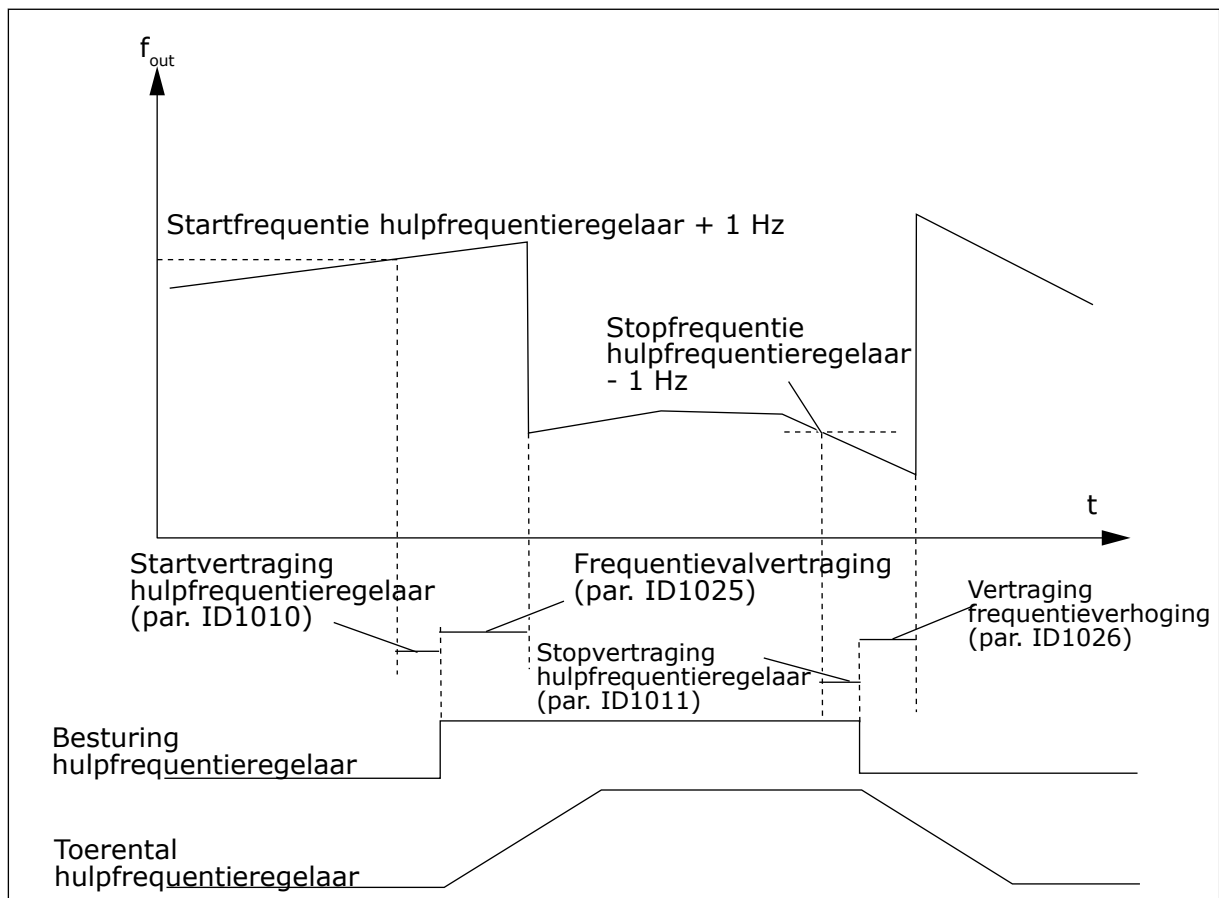 fout
Startfrequentie hulpfrequentieregelaar + 1 Hz
Stopfrequentie
hulpfrequentieregelaar
- 1 Hz
t
Startvertraging
hulpfrequentieregelaar
(par. ID1010)
Frequentievalvertraging
(par. ID1025)
Vertraging
frequentieverhoging
(par. ID1026)
Stopvertraging
hulpfrequentieregelaar
(par. ID1011)
Besturing
hulpfrequentieregelaar
Toerental
hulpfrequentieregelaar